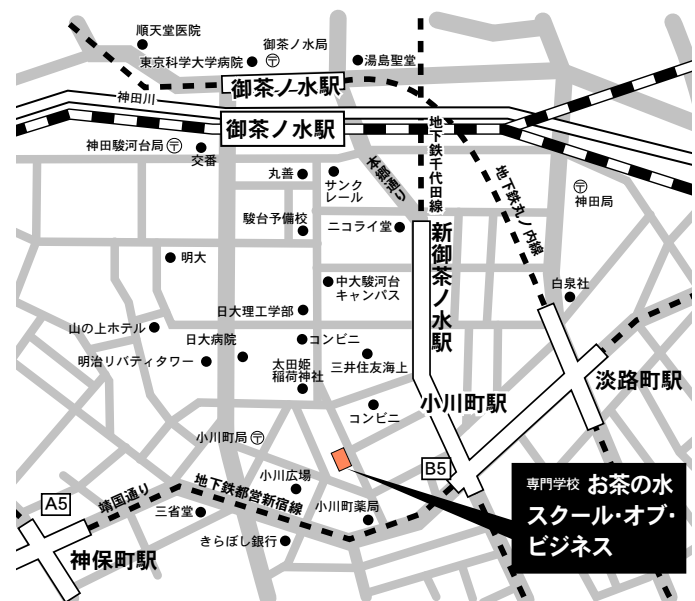 順天堂医院
御茶ノ水局
東京科学大学病院
〒
湯島聖堂
御茶ノ水駅
神田川
御茶ノ水駅
地下鉄千代田線
神田駿河台局〒
交番
本郷通り
地下鉄丸ノ内線
丸善
サンク
レール
〒
神田局
駿台予備校
ニコライ堂
新御茶ノ水駅
明大
中大駿河台
キャンパス
白泉社
日大理工学部
山の上ホテル
日大病院
コンビニ
明治リバティタワー
太田姫
稲荷神社
三井住友海上
淡路町駅
コンビニ
小川町駅
小川町局〒
B5
小川広場
地下鉄都営新宿線
靖国通り
A5
三省堂
小川町薬局
きらぼし銀行
神保町駅
専門学校 お茶の水
スクール・オブ・
ビジネス